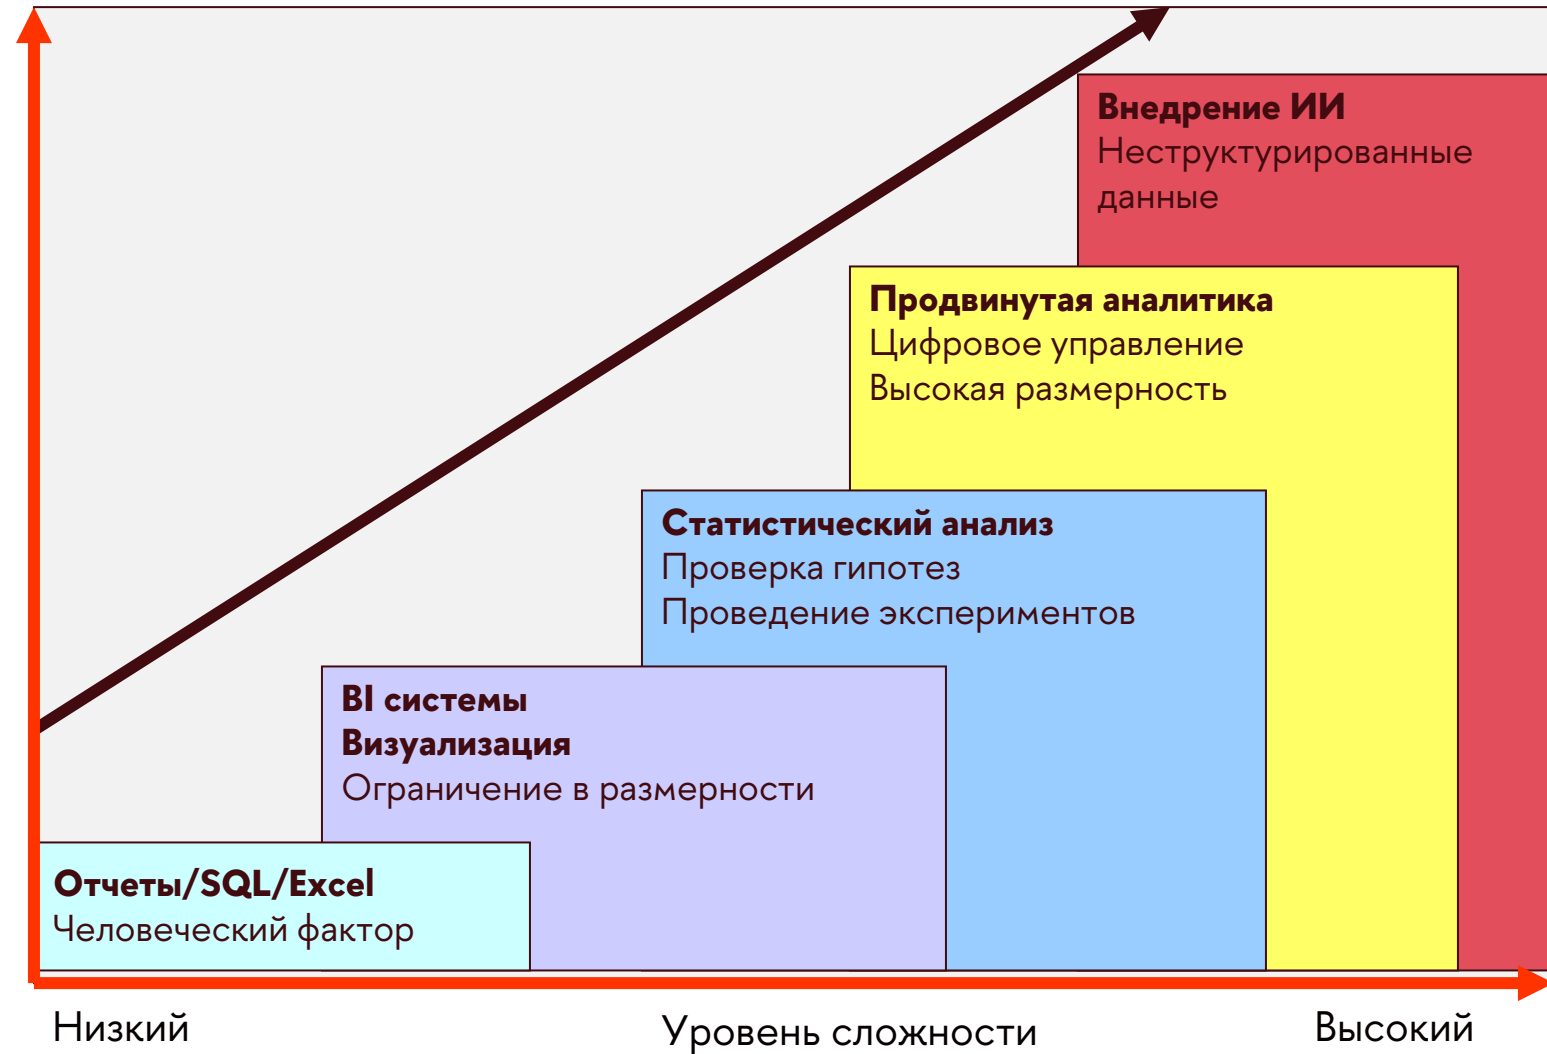 Внедрение ИИ
Неструктурированные
данные
Продвинутая аналитика
Цифровое управление
Высокая размерность
Статистический анализ
Проверка гипотез
Проведение экспериментов
BI системы
Визуализация
Ограничение в размерности
Отчеты/SQL/Excel
Человеческий фактор
Низкий
Уровень сложности
Высокий